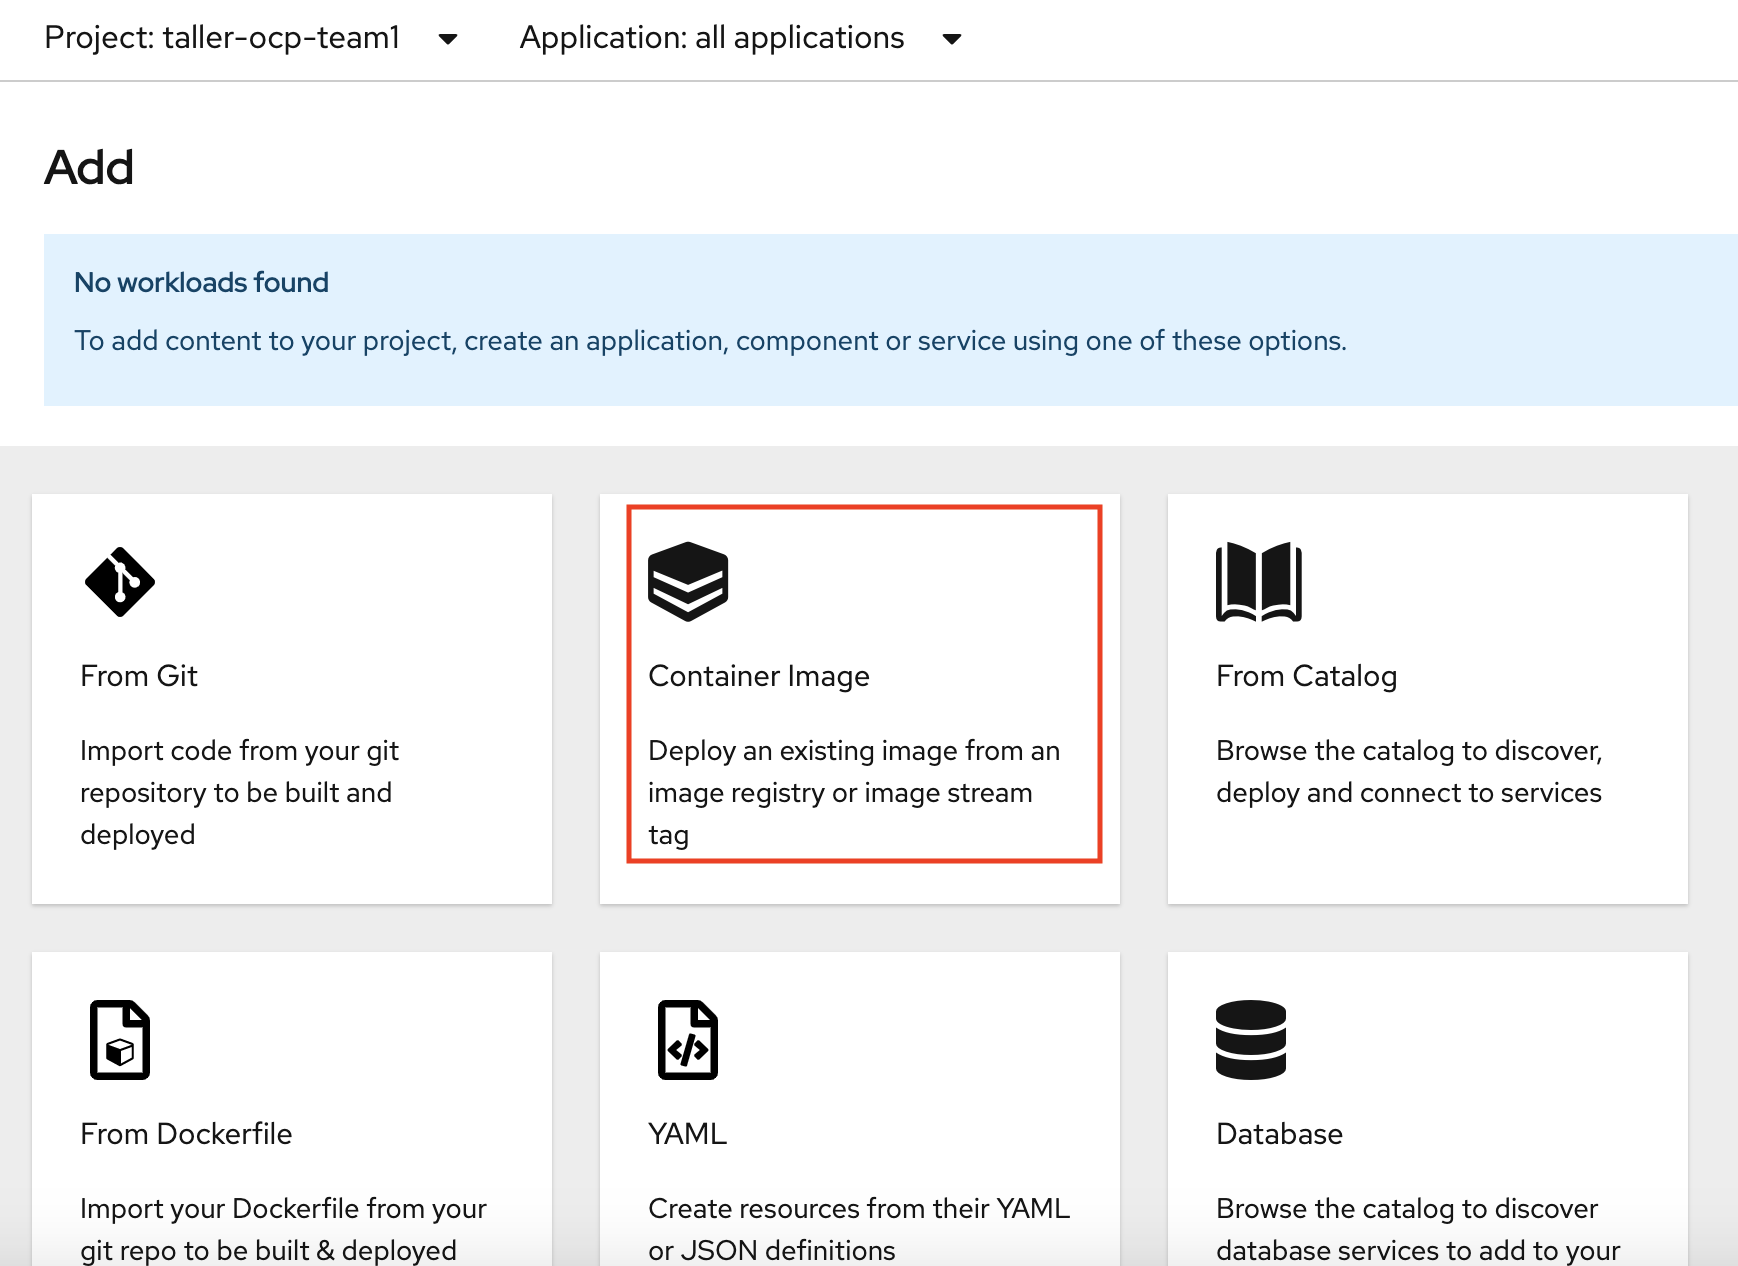 Project: taller-ocp-team1 Application: all applications
Add
No workloads found
To add content to your project, create an application, component or service using one of these options.
From Git
Import code from your git
repository to be built and
deployed
Container Image
Deploy an existing image from an
image registry or image stream
tag
From Catalog
Browse the catalog to discover,
deploy and connect to services
From Dockerfile
Import your Dockerfile from your
git repo to be built & deployed
YAML
Create resources from their YAML
or JSON definitions
Database
Browse the catalog to discover
database services to add to your